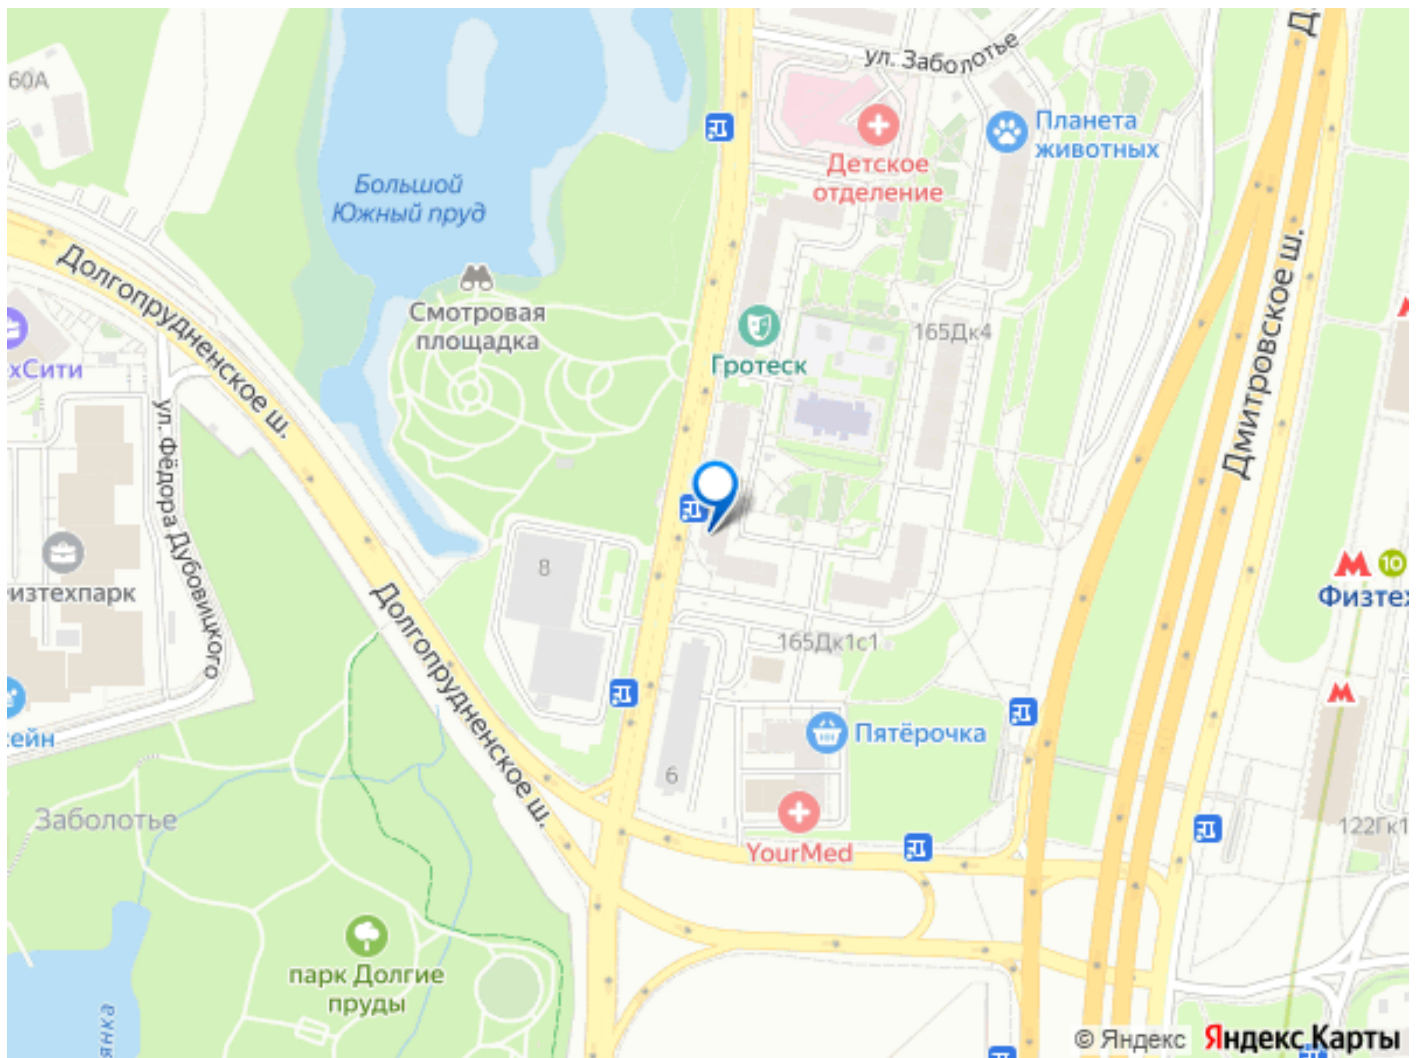 60А
ул. Заболотье
Д
Планета
животных
Детское
отделение
Большой
Южный пруд
Долгопрудненское ш.
Смотровая
площадка
хСити
Гротеск
165Дк4
Дмитровское ш.
ул. Фёдора Дубовицкого
изтехпарк
8
Долгопрудненское ш.
М
10
Физтех
165Дк1с1
М
ейн
Пятёрочка
6
Заболотье
YourMed
122Гк1
парк Долгие
пруды
янка
© Яндекс
Яндекс Карты